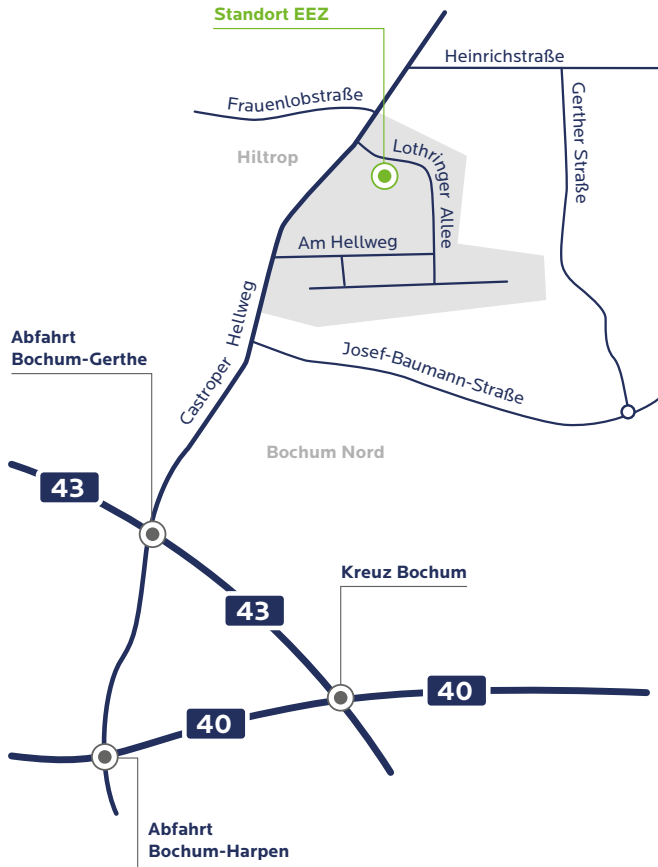 Standort EEZ
Heinrichstraße
Frauenlobstraße
Gerther Straße
Hiltrop
Lothringer Allee
Am Hellweg
Castroper Hellweg
Abfahrt
Bochum-Gerthe
Josef-Baumann-Straße
Bochum Nord
43
Kreuz Bochum
43
40
40
Abfahrt
Bochum-Harpen